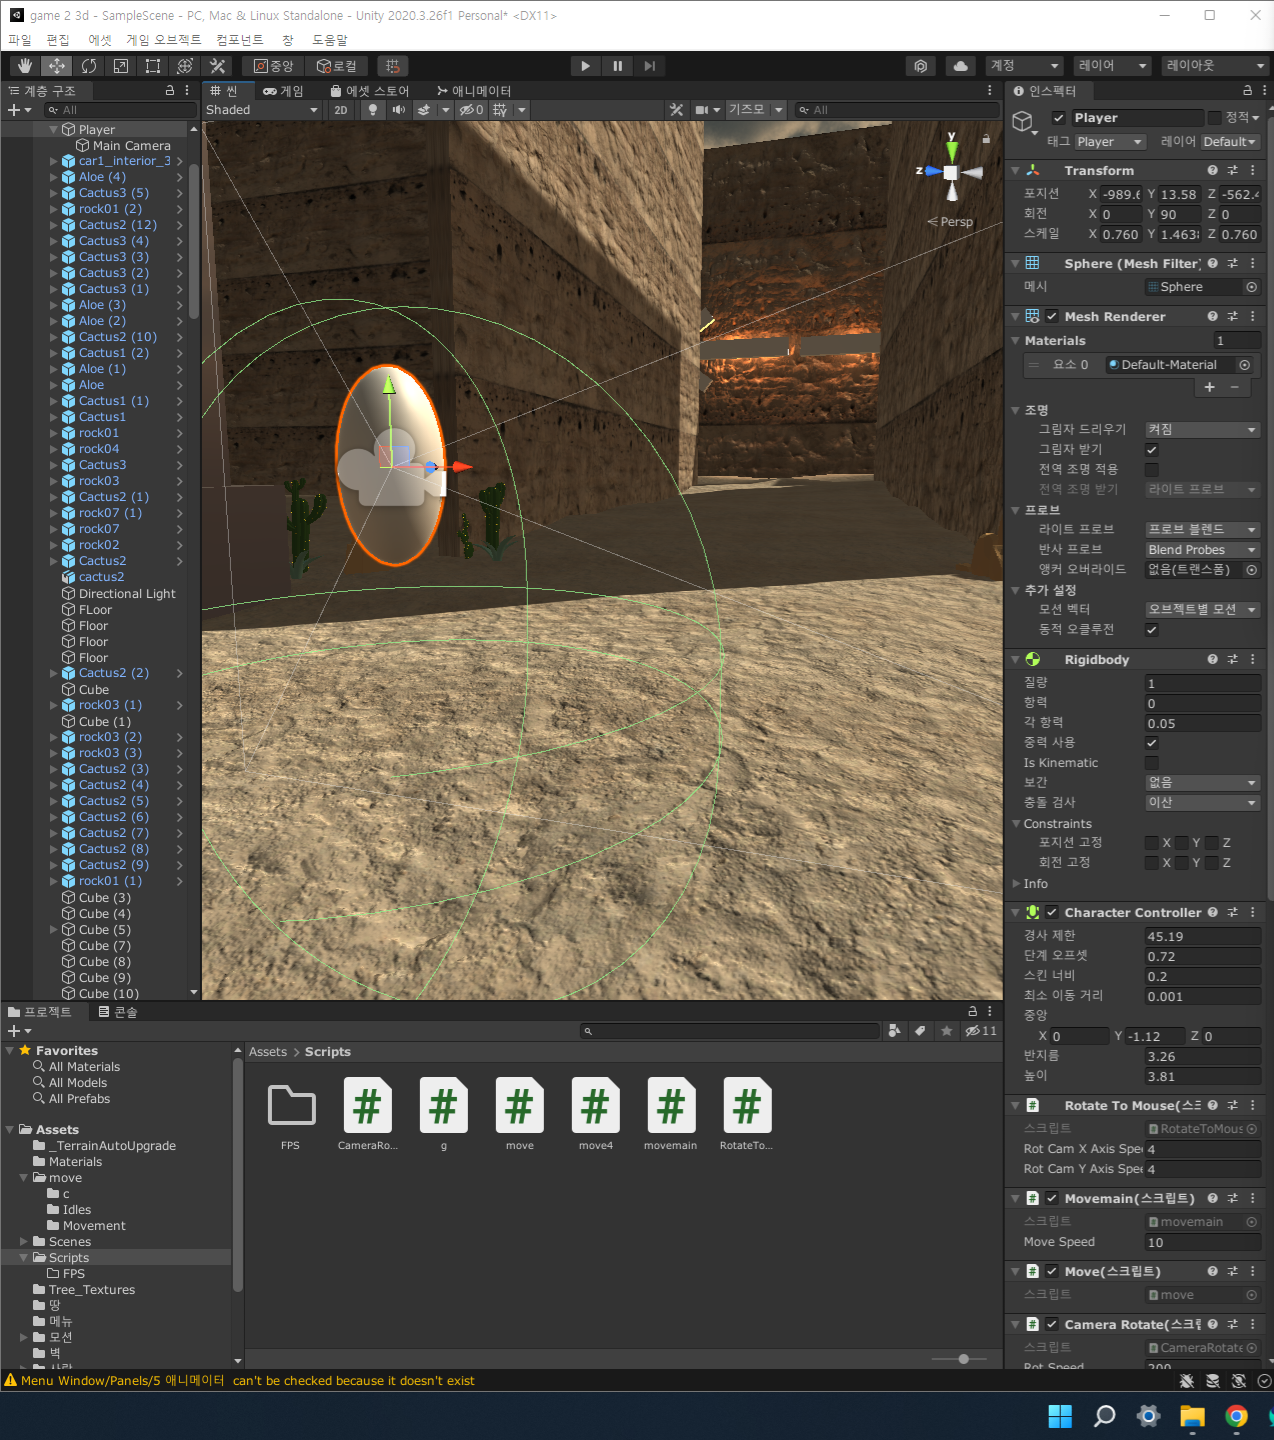 game 2 3d - SampleScene - PC, Mac & Linux Standalone - Unity 2020.3.26f1 Personal* <DX11>
파일 편집 에셋 게임 오브젝트 컴포넌트 창 도움말
중앙 로컬 계정 레이어 레이아웃
계층 구조
All
Player
Main Camera
car1_interior_3
Aloe (4)
Cactus3 (5)
rock01 (2)
Cactus2 (12)
Cactus3 (4)
Cactus3 (3)
Cactus3 (2)
Cactus3 (1)
Aloe (3)
Aloe (2)
Cactus2 (10)
Cactus1 (2)
Aloe (1)
Aloe
Cactus1 (1)
Cactus1
rock01
rock04
Cactus3
rock03
Cactus2 (1)
rock07 (1)
rock07
rock02
Cactus2
cactus2
Directional Light
FLoor
Floor
Floor
Floor
Cactus2 (2)
Cube
rock03 (1)
Cube (1)
rock03 (2)
rock03 (3)
Cactus2 (3)
Cactus2 (4)
Cactus2 (5)
Cactus2 (6)
Cactus2 (7)
Cactus2 (8)
Cactus2 (9)
rock01 (1)
Cube (3)
Cube (4)
Cube (5)
Cube (7)
Cube (8)
Cube (9)
Cube (10)
씬 게임 에셋 스토어 애니메이터
Shaded 2D 0 기즈모 All
y
z
Persp
인스펙터
Player 정적
태그 Player 레이어 Default
Transform
포지션 X -989.6 Y 13.58 Z -562.4
회전 X 0 Y 90 Z 0
스케일 X 0.760 Y 1.463 Z 0.760
Sphere (Mesh Filter)
메시 Sphere
Mesh Renderer
Materials 1
요소 0 Default-Material
조명
그림자 드리우기 켜짐
그림자 받기
전역 조명 적용
전역 조명 받기 라이트 프로브
프로브
라이트 프로브 프로브 블렌드
반사 프로브 Blend Probes
앵커 오버라이드 없음(트랜스폼)
추가 설정
모션 벡터 오브젝트별 모션
동적 오클루전
Rigidbody
질량 1
항력 0
각 항력 0.05
중력 사용
Is Kinematic
보간 없음
충돌 검사 이산
Constraints
포지션 고정 X Y Z
회전 고정 X Y Z
Info
Character Controller
경사 제한 45.19
단계 오프셋 0.72
스킨 너비 0.2
최소 이동 거리 0.001
중앙
X 0 Y -1.12 Z 0
반지름 3.26
높이 3.81
Rotate To Mouse(스크
스크립트 RotateToMous
Rot Cam X Axis Spee 4
Rot Cam Y Axis Spee 4
Movemain(스크립트)
스크립트 movemain
Move Speed 10
Move(스크립트)
스크립트 move
Camera Rotate(스크립
스크립트 CameraRotate
Rot Speed 200
프로젝트 콘솔
11
Favorites
All Materials
All Models
All Prefabs
Assets
_TerrainAutoUpgrade
Materials
move
c
Idles
Movement
Scenes
Scripts
FPS
Tree_Textures
땅
메뉴
모션
벽
사람
Assets > Scripts
FPS CameraRo... g move move4 movemain RotateTo...
Menu Window/Panels/5 애니메이터 can't be checked because it doesn't exist